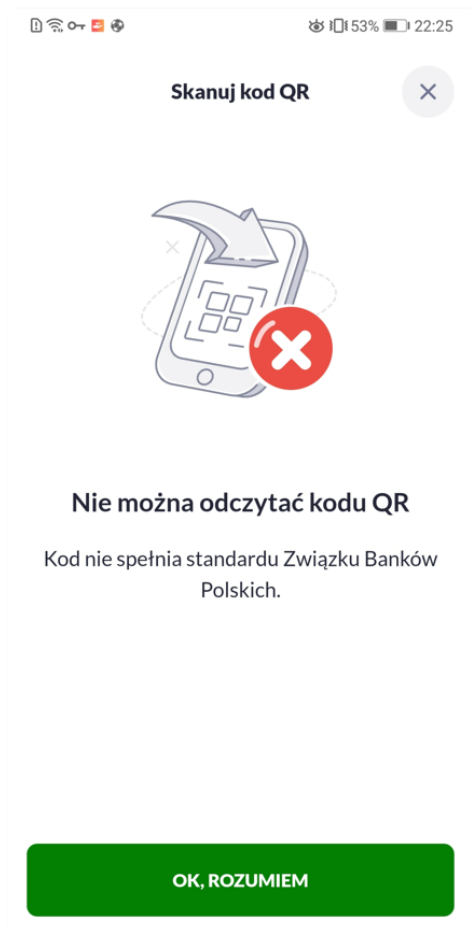 53% 22:25
Skanuj kod QR
Nie można odczytać kodu QR
Kod nie spełnia standardu Związku Banków
Polskich.
OK, ROZUMIEM